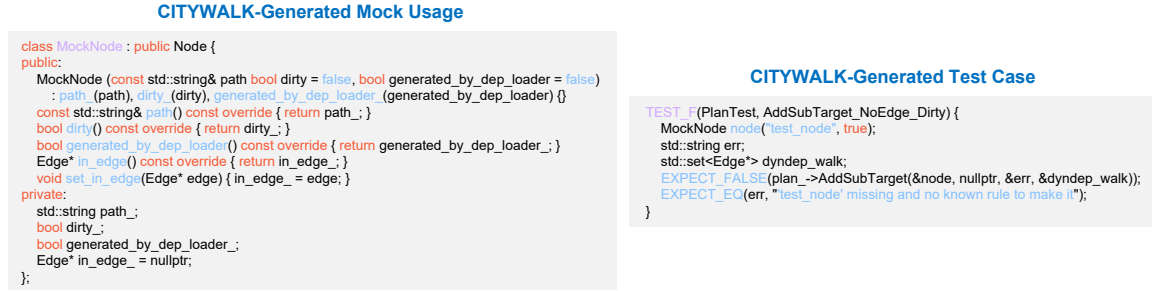 CITYWALK-Generated Mock Usage
class MockNode : public Node {
public:
MockNode (const std::string& path bool dirty = false, bool generated_by_dep_loader = false)
: path_(path), dirty_(dirty), generated_by_dep_loader_(generated_by_dep_loader) {}
const std::string& path() const override { return path_; }
bool dirty() const override { return dirty_; }
bool generated_by_dep_loader() const override { return generated_by_dep_loader_; }
Edge* in_edge() const override { return in_edge_; }
void set_in_edge(Edge* edge) { in_edge_ = edge; }
private:
std::string path_;
bool dirty_;
bool generated_by_dep_loader_;
Edge* in_edge_ = nullptr;
};
CITYWALK-Generated Test Case
TEST_F(PlanTest, AddSubTarget_NoEdge_Dirty) {
MockNode node("test_node", true);
std::string err;
std::set<Edge*> dyndep_walk;
EXPECT_FALSE(plan_->AddSubTarget(&node, nullptr, &err, &dyndep_walk));
EXPECT_EQ(err, "'test_node' missing and no known rule to make it");
}